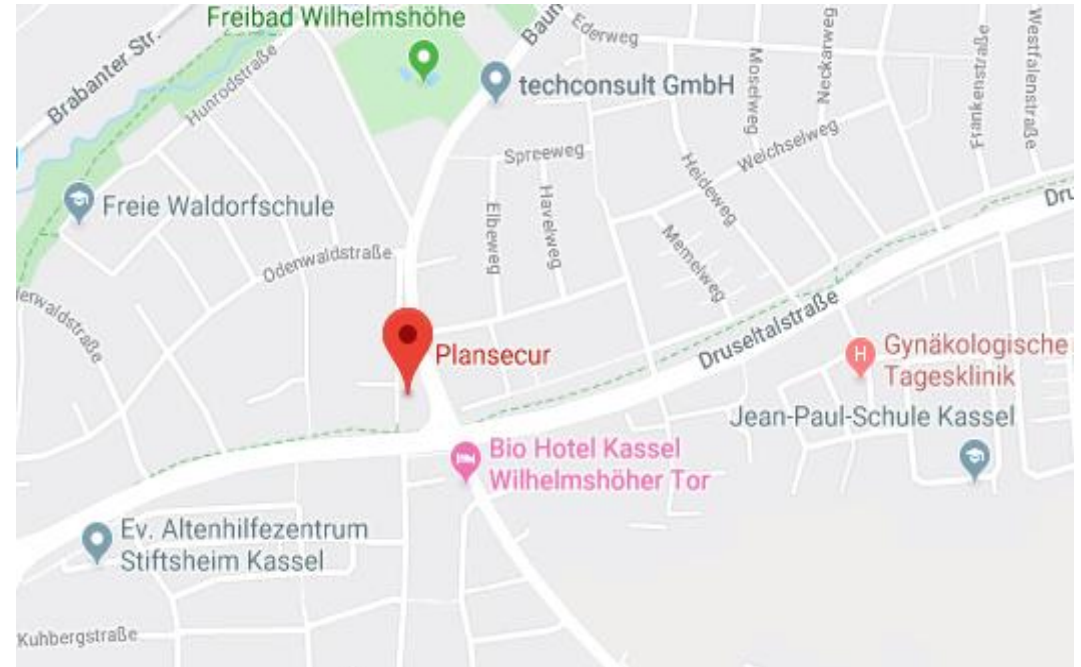 Freibad Wilhelmshöhe
Brabanter Str.
Baun
Ederweg
Hunrodstraße
techconsult GmbH
Moselweg
Neckarweg
Frankenstraße
Westfalenstraße
Spreeweg
Weichselweg
Heideweg
Freie Waldorfschule
Elbeweg
Havelweg
Dru
Odenwaldstraße
Memelweg
derwaldstraße
Druseltalstraße
Plansecur
Gynäkologische
Tagesklinik
H
Jean-Paul-Schule Kassel
Bio Hotel Kassel
Wilhelmshöher Tor
Ev. Altenhilfezentrum
Stiftsheim Kassel
Kuhbergstraße